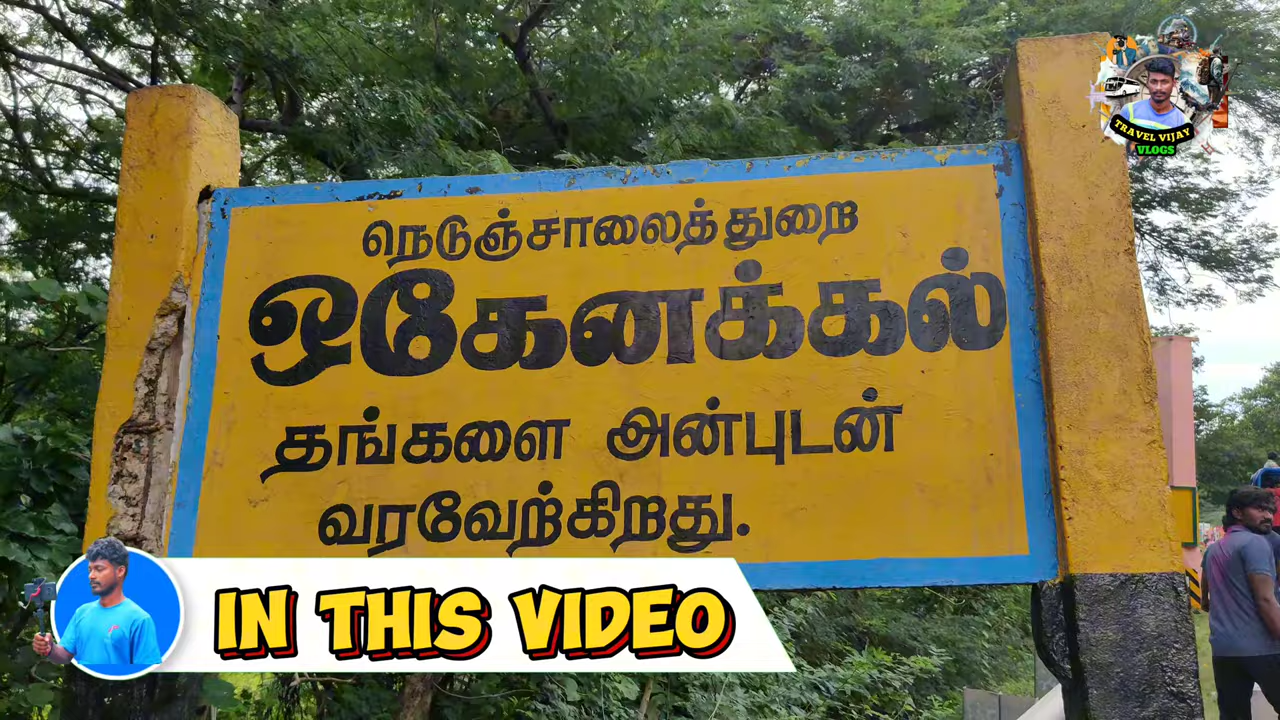 நெடுஞ்சாலைத்துறை
ஒகேனக்கல்
தங்களை அன்புடன்
வரவேற்கிறது.
IN THIS VIDEO
TRAVEL VIJAY
VLOGS